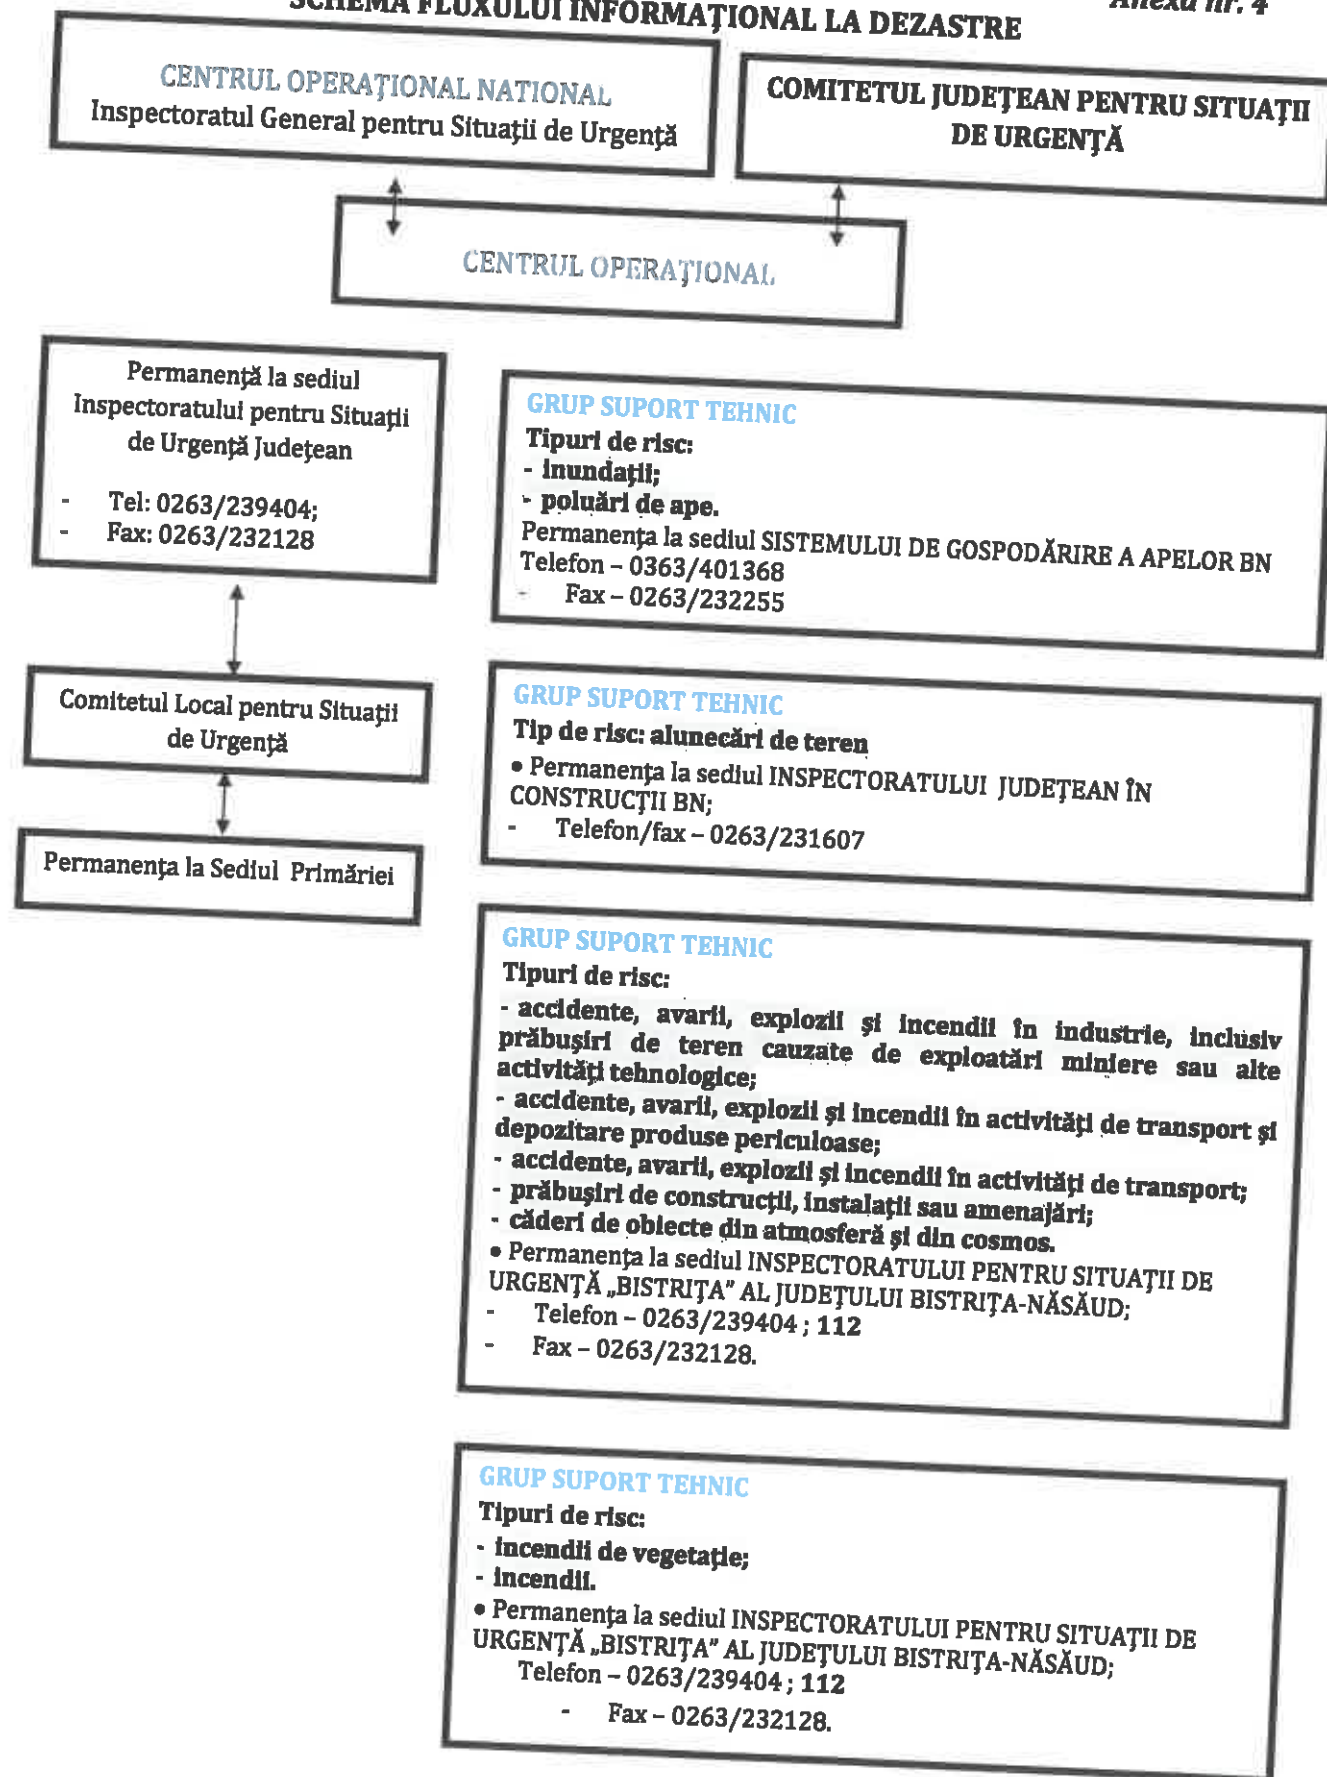 Anexa nr. 4
SCHEMA FLUXULUI INFORMAŢIONAL LA DEZASTRE
CENTRUL OPERAŢIONAL NATIONAL
Inspectoratul General pentru Situaţii de Urgenţă
COMITETUL JUDEŢEAN PENTRU SITUAŢII
DE URGENŢĂ
CENTRUL OPERAŢIONAL
Permanenţă la sediul
Inspectoratului pentru Situaţii
de Urgenţă Judeţean
- Tel: 0263/239404;
- Fax: 0263/232128
Comitetul Local pentru Situaţii
de Urgenţă
Permanenţa la Sediul Primăriei
GRUP SUPORT TEHNIC
Tipuri de risc:
- inundaţii;
- poluări de ape.
Permanenţa la sediul SISTEMULUI DE GOSPODĂRIRE A APELOR BN
Telefon – 0363/401368
- Fax – 0263/232255
GRUP SUPORT TEHNIC
Tip de risc: alunecări de teren
• Permanenţa la sediul INSPECTORATULUI JUDEŢEAN ÎN
CONSTRUCŢII BN;
- Telefon/fax – 0263/231607
GRUP SUPORT TEHNIC
Tipuri de risc:
- accidente, avarii, explozii şi incendii în industrie, inclusiv
prăbuşiri de teren cauzate de exploatări miniere sau alte
activităţi tehnologice;
- accidente, avarii, explozii şi incendii în activităţi de transport şi
depozitare produse periculoase;
- accidente, avarii, explozii şi incendii în activităţi de transport;
- prăbuşiri de construcţii, instalaţii sau amenajări;
- căderi de obiecte din atmosferă şi din cosmos.
• Permanenţa la sediul INSPECTORATULUI PENTRU SITUAŢII DE
URGENŢĂ „BISTRIŢA” AL JUDEŢULUI BISTRIŢA-NĂSĂUD;
- Telefon – 0263/239404 ; 112
- Fax – 0263/232128.
GRUP SUPORT TEHNIC
Tipuri de risc:
- incendii de vegetaţie;
- incendii.
• Permanenţa la sediul INSPECTORATULUI PENTRU SITUAŢII DE
URGENŢĂ „BISTRIŢA” AL JUDEŢULUI BISTRIŢA-NĂSĂUD;
Telefon – 0263/239404 ; 112
- Fax – 0263/232128.